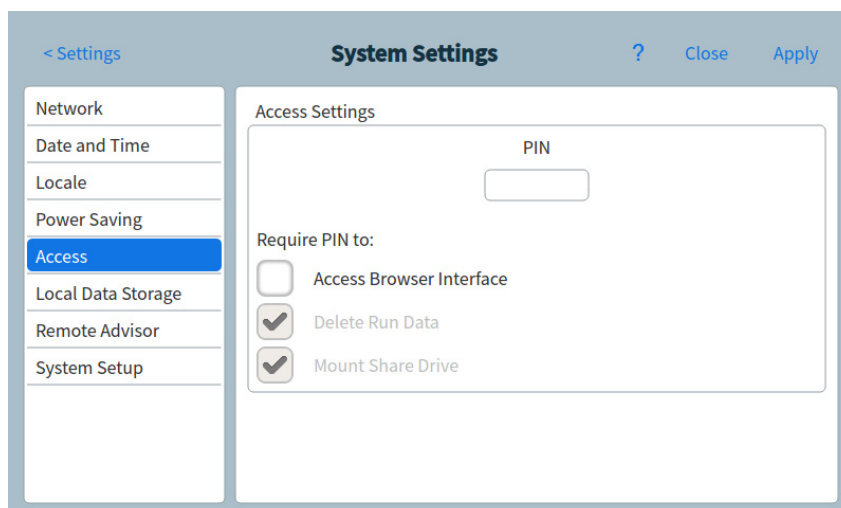 < Settings System Settings ? Close Apply
Network
Date and Time
Locale
Power Saving
Access
Local Data Storage
Remote Advisor
System Setup
Access Settings
PIN
Require PIN to:
Access Browser Interface
Delete Run Data
Mount Share Drive